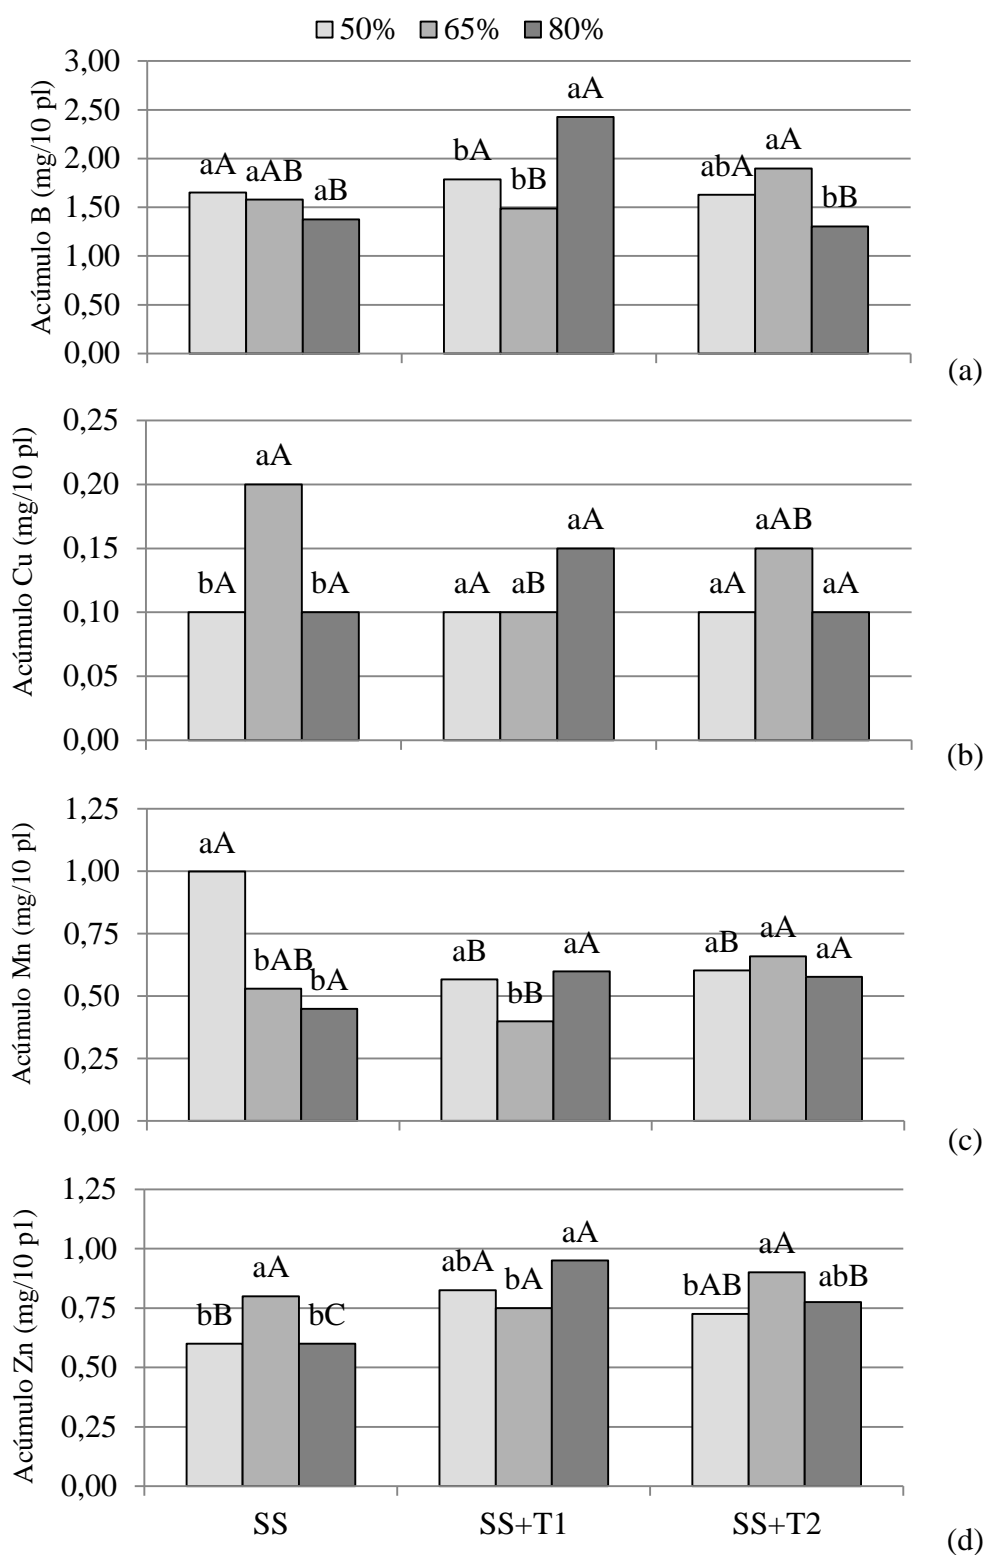 50% 65% 80%
Acúmulo B (mg/10 pl)
3,00
2,50
2,00
1,50
1,00
0,50
0,00
aA aAB aB bA bB aA abA aA bB
(a)
Acúmulo Cu (mg/10 pl)
0,25
0,20
0,15
0,10
0,05
0,00
bA aA bA aA aB aA aA aAB aA
(b)
Acúmulo Mn (mg/10 pl)
1,25
1,00
0,75
0,50
0,25
0,00
aA bAB bA aB bB aA aB aA aA
(c)
Acúmulo Zn (mg/10 p1)
1,25
1,00
0,75
0,50
0,25
0,00
bB aA bC abA bA aA bAB aA abB
SS SS+T1 SS+T2
(d)